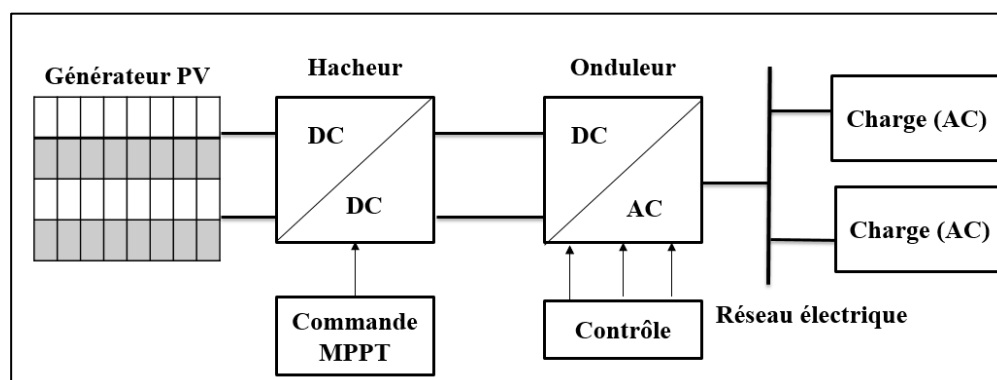 Générateur PV
Hacheur
Onduleur
DC
DC
DC
AC
Charge (AC)
Charge (AC)
Commande
MPPT
Contrôle
Réseau électrique